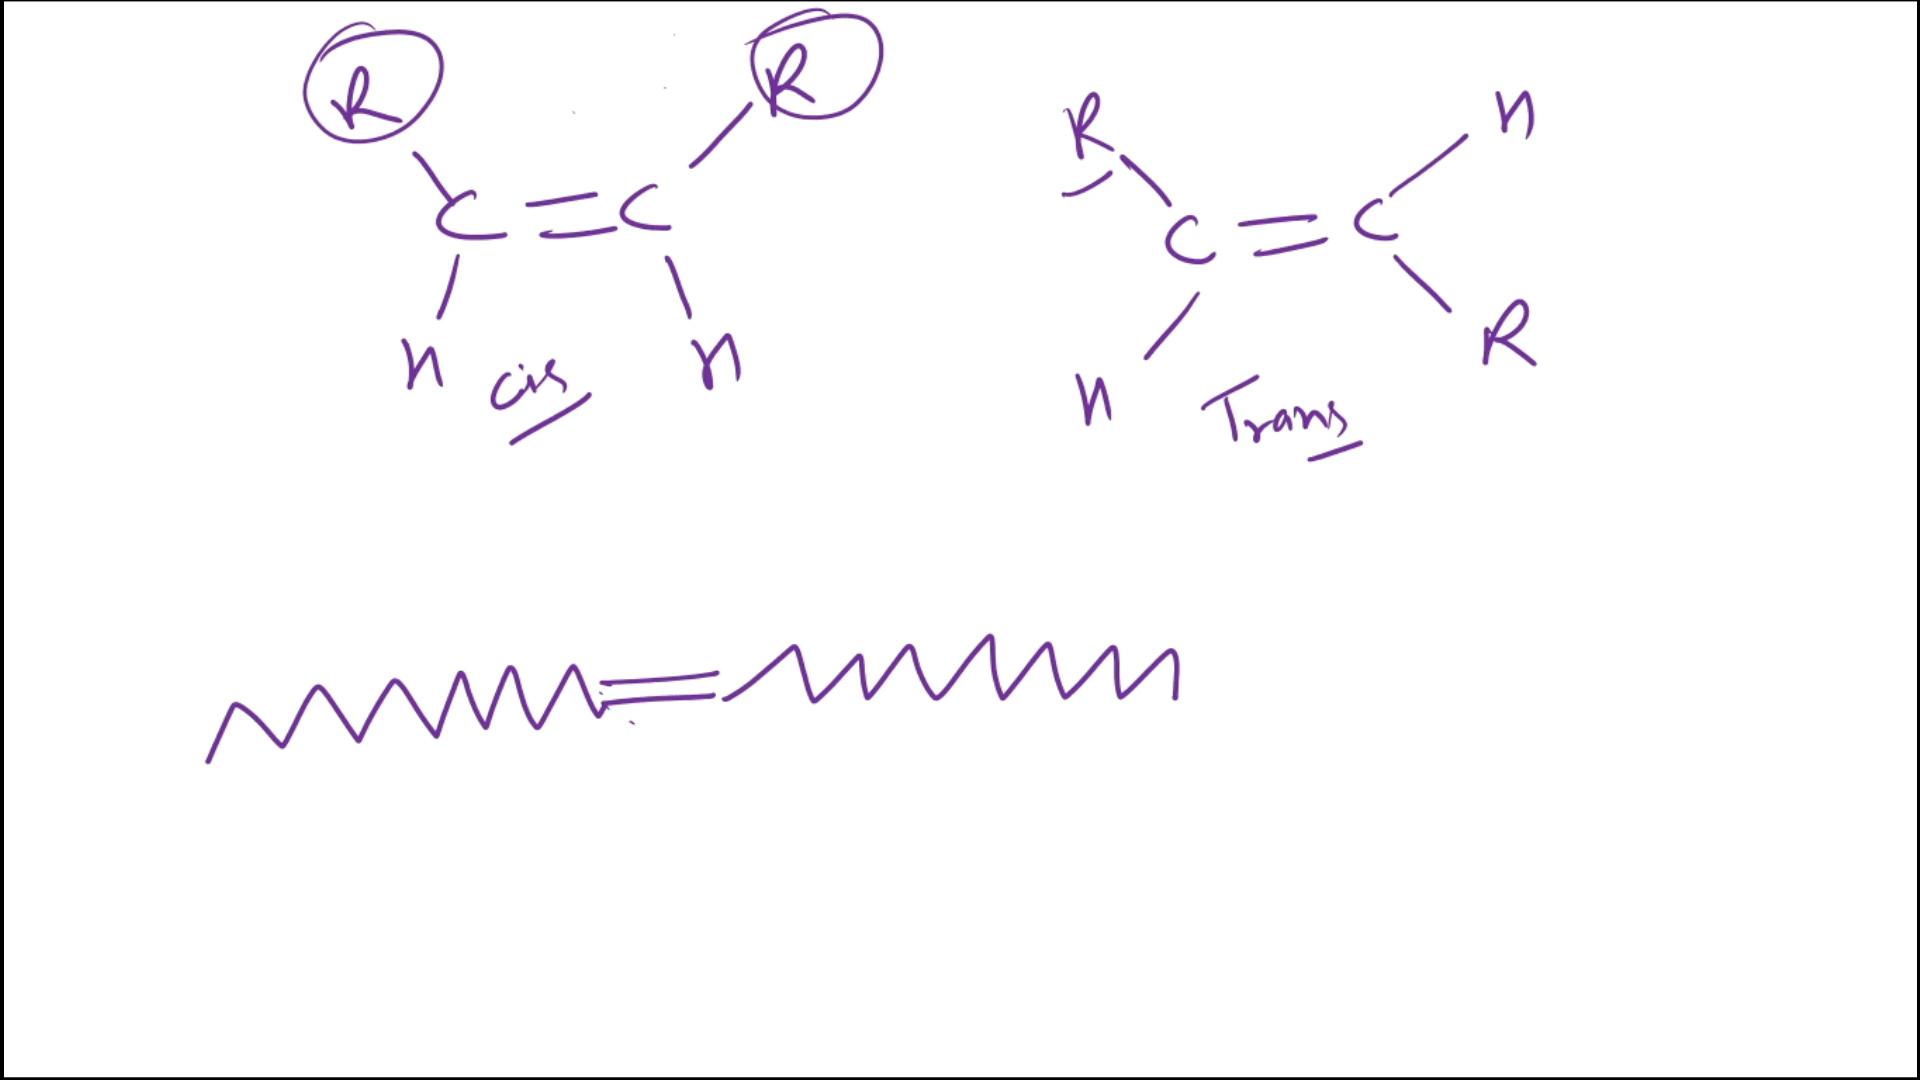 R R
C = C
H H
cis
R H
C = C
H R
Trans